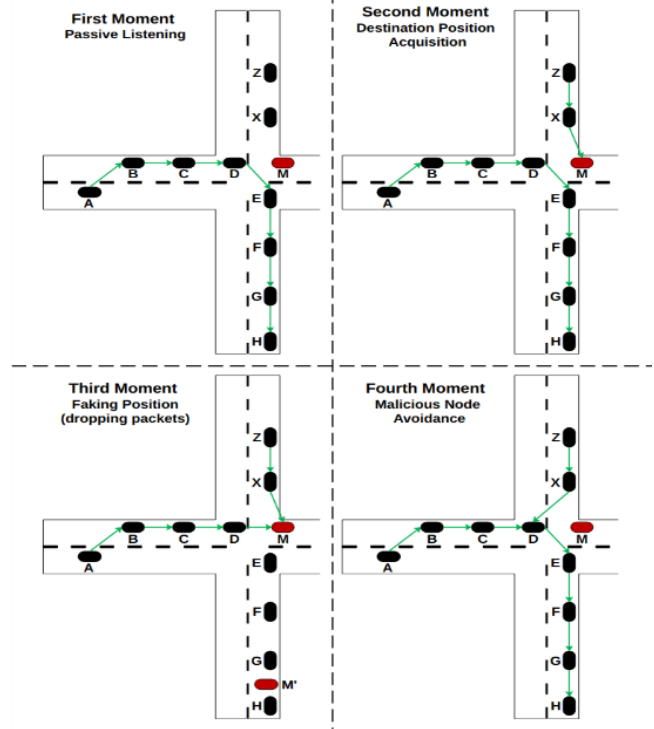 First Moment
Passive Listening
Z
X
B
C
D
M
A
E
F
G
H
Second Moment
Destination Position
Acquisition
Z
X
B
C
D
M
A
E
F
G
H
Third Moment
Faking Position
(dropping packets)
Z
X
B
C
D
M
A
E
F
G
M'
H
Fourth Moment
Malicious Node
Avoidance
Z
X
B
C
D
M
A
E
F
G
H